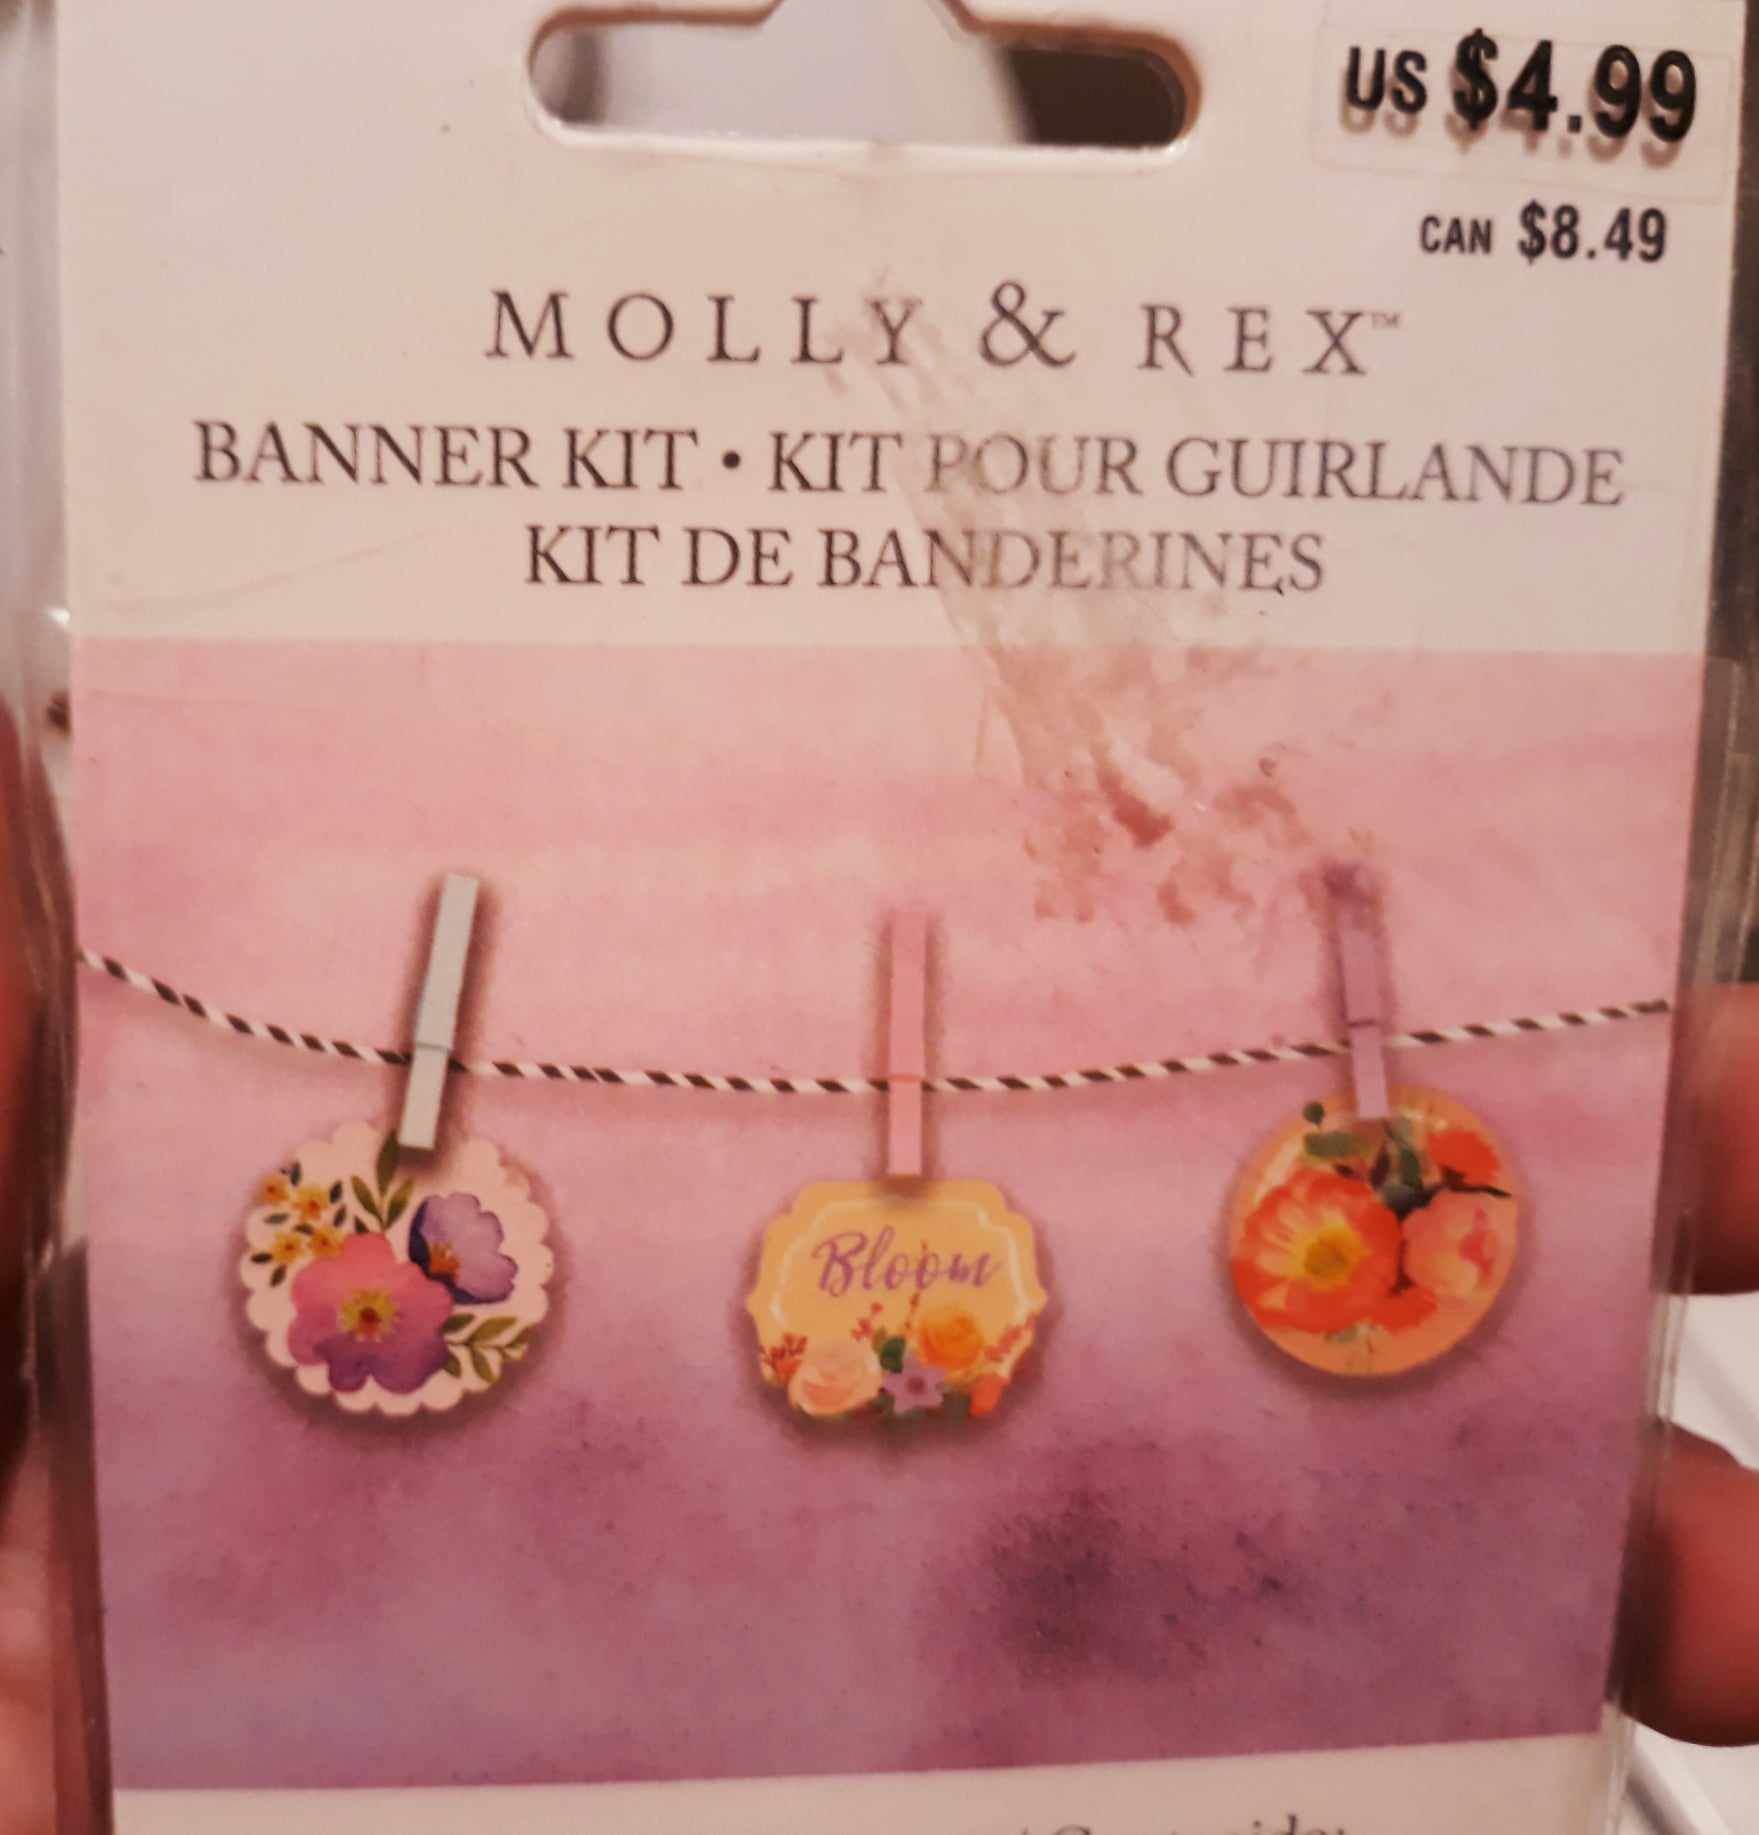 US $4.99
CAN $8.49
MOLLY & REX™
BANNER KIT • KIT POUR GUIRLANDE
KIT DE BANDERINES
Bloom